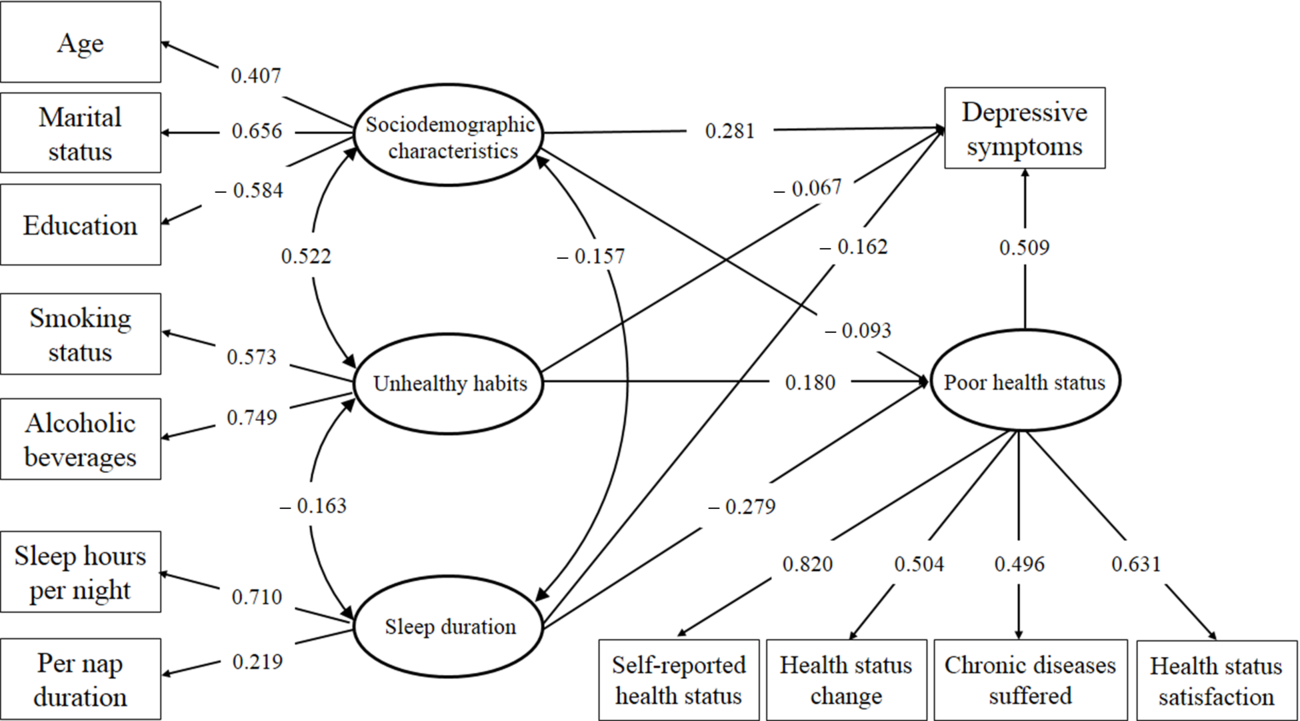 Age
0.407
Marital
status
0.656
– 0.584
Education
Sociodemographic
characteristics
0.281
Depressive
symptoms
– 0.067
– 0.162
0.522
– 0.157
0.509
Smoking
status
0.573
– 0.093
Unhealthy habits
0.180
Poor health status
Alcoholic
beverages
0.749
– 0.163
– 0.279
Sleep hours
per night
0.710
0.820
0.504
0.496
0.631
Sleep duration
Per nap
duration
0.219
Self-reported
health status
Health status
change
Chronic diseases
suffered
Health status
satisfaction